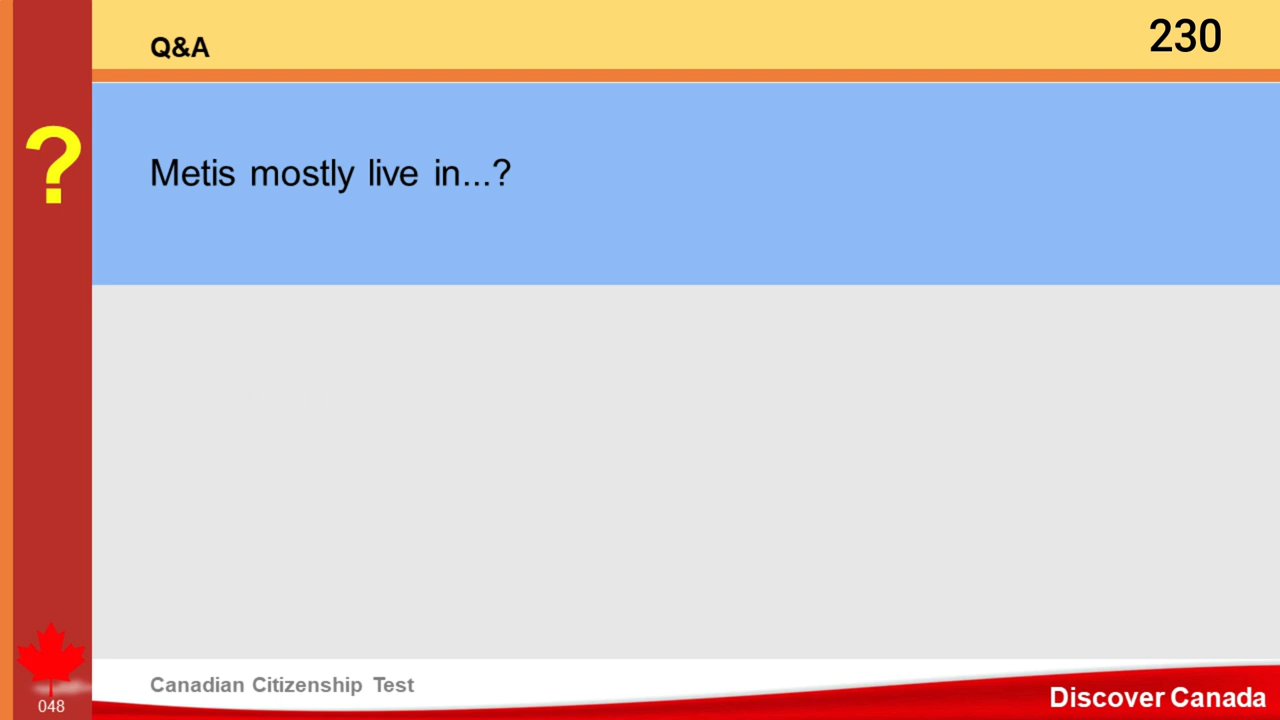 Q&A
230
?
Metis mostly live in...?
Canadian Citizenship Test
048
Discover Canada